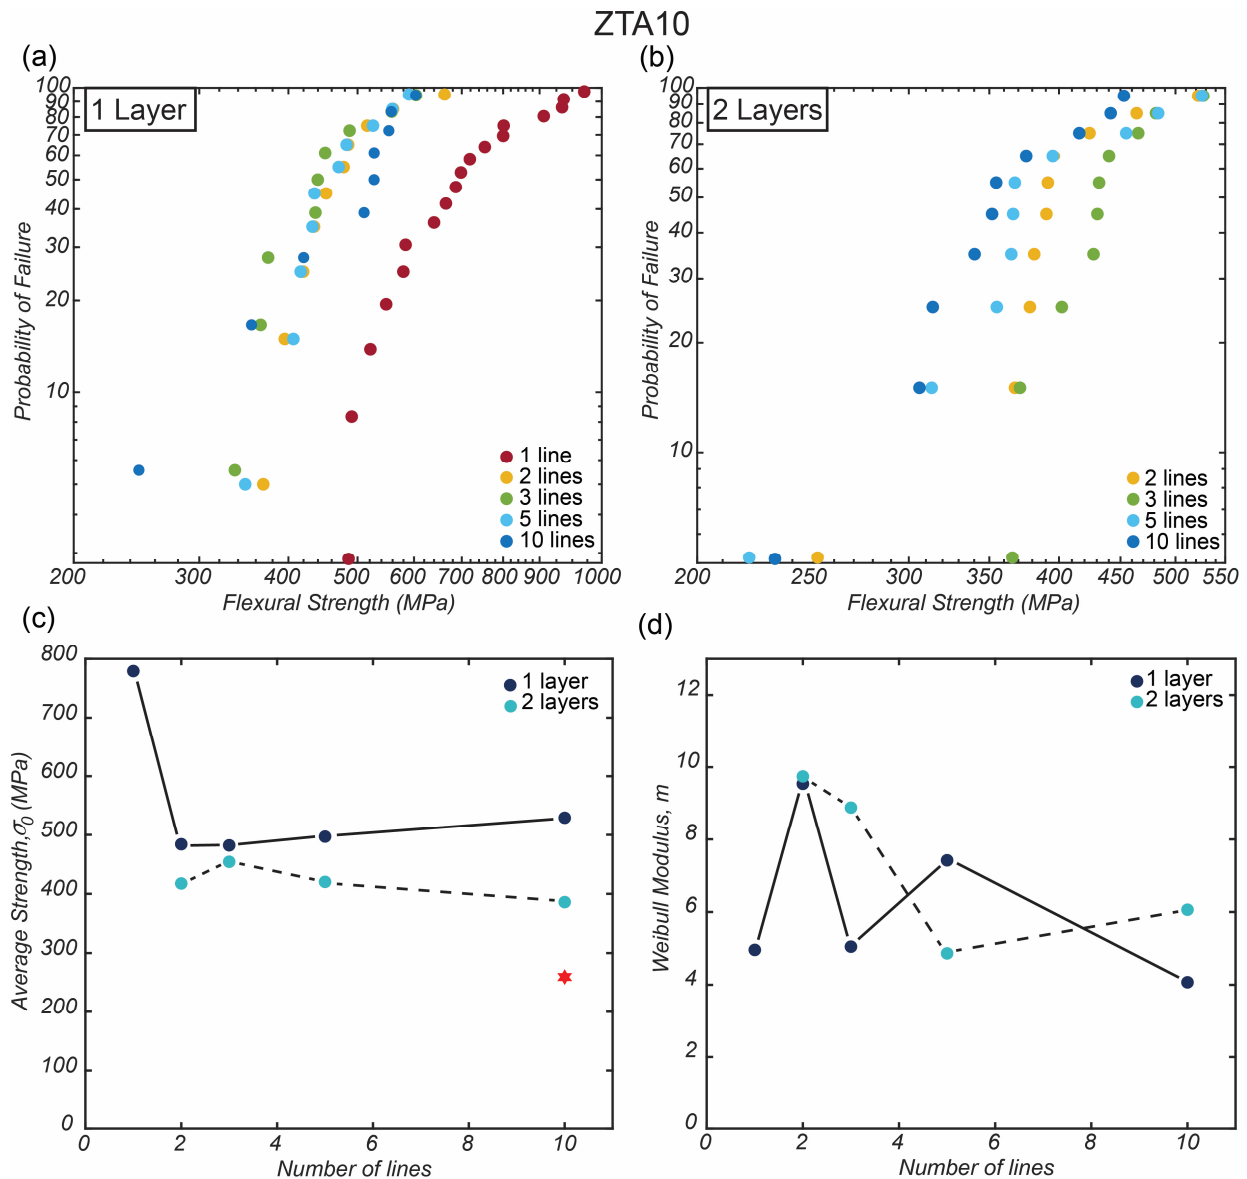 ZTA10
(a)
1 Layer
Probability of Failure
100
90
80
70
60
50
40
30
20
10
200
300
400
500
600
700
800
900
1000
Flexural Strength (MPa)
1 line
2 lines
3 lines
5 lines
10 lines
(b)
2 Layers
Probability of Failure
100
90
80
75
60
50
40
30
20
10
200
250
300
350
400
450
500
550
Flexural Strength (MPa)
2 lines
3 lines
5 lines
10 lines
(c)
Average Strength,σ0 (MPa)
800
700
600
500
400
300
200
100
0
0
2
4
6
8
10
Number of lines
1 layer
2 layers
(d)
Weibull Modulus, m
12
10
8
6
4
2
0
0
2
4
6
8
10
Number of lines
1 layer
2 layers